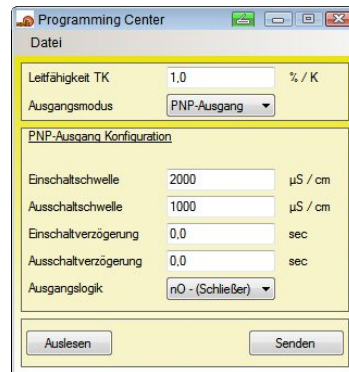 Programming Center
Datei
Leitfähigkeit TK 1,0 % / K
Ausgangsmodus PNP-Ausgang
PNP-Ausgang Konfiguration
Einschaltschwelle 2000 µS / cm
Ausschaltschwelle 1000 µS / cm
Einschaltverzögerung 0,0 sec
Ausschaltverzögerung 0,0 sec
Ausgangslogik nO - (Schließer)
Auslesen Senden